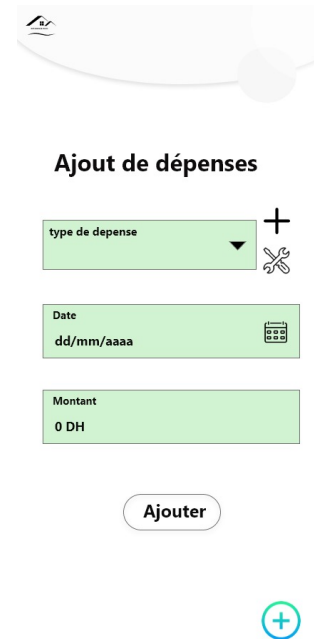 Ajout de dépenses
type de depense
Date
dd/mm/aaaa
Montant
0 DH
Ajouter